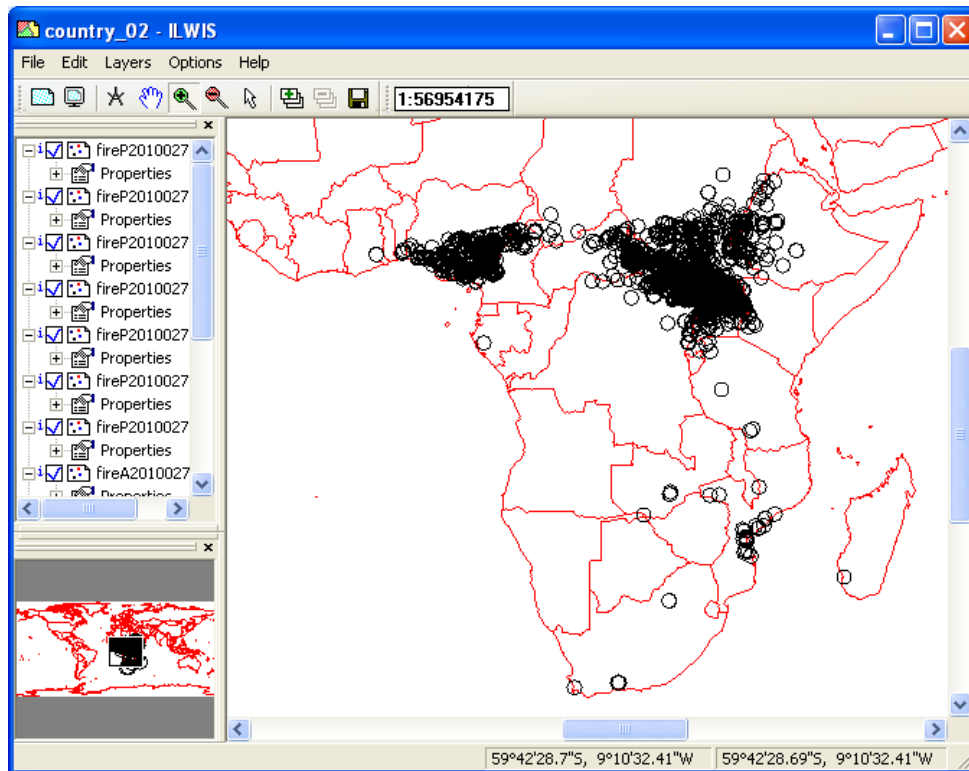 country_02 - ILWIS
File Edit Layers Options Help
1:56954175
fireP2010027
Properties
fireP2010027
Properties
fireP2010027
Properties
fireP2010027
Properties
fireP2010027
Properties
fireP2010027
Properties
fireP2010027
Properties
fireA2010027
Properties
59°42'28.7"S, 9°10'32.41"W 59°42'28.69"S, 9°10'32.41"W